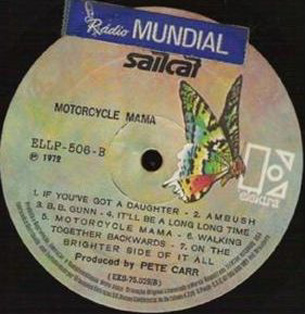 Rádio MUNDIAL
sailcat
MOTORCYCLE MAMA
ELLP-506-B
℗ 1972
elektra
1. IF YOU'VE GOT A DAUGHTER - 2. AMBUSH
3. B.B. GUNN - 4. IT'LL BE A LONG LONG TIME
5. MOTORCYCLE MAMA - 6. WALKING
TOGETHER BACKWARDS - 7. ON THE
BRIGHTER SIDE OF IT ALL
Produced by PETE CARR